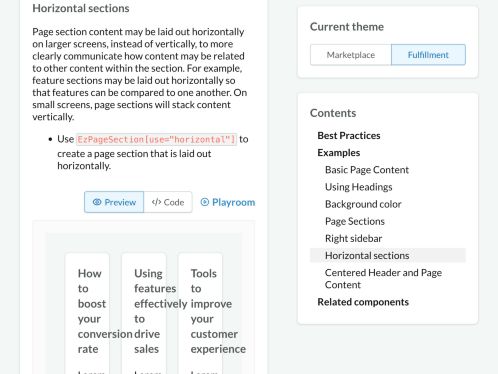 Horizontal sections
Page section content may be laid out horizontally
on larger screens, instead of vertically, to more
clearly communicate how content may be related
to other content within the section. For example,
feature sections may be laid out horizontally so
that features can be compared to one another. On
small screens, page sections will stack content
vertically.
• Use EzPageSection[use="horizontal"] to
create a page section that is laid out
horizontally.
Preview
</> Code
Playroom
How
to
boost
your
conversion
rate
Using
features
effectively
to
drive
sales
Tools
to
improve
your
customer
experience
Current theme
Marketplace
Fulfillment
Contents
Best Practices
Examples
Basic Page Content
Using Headings
Background color
Page Sections
Right sidebar
Horizontal sections
Centered Header and Page
Content
Related components